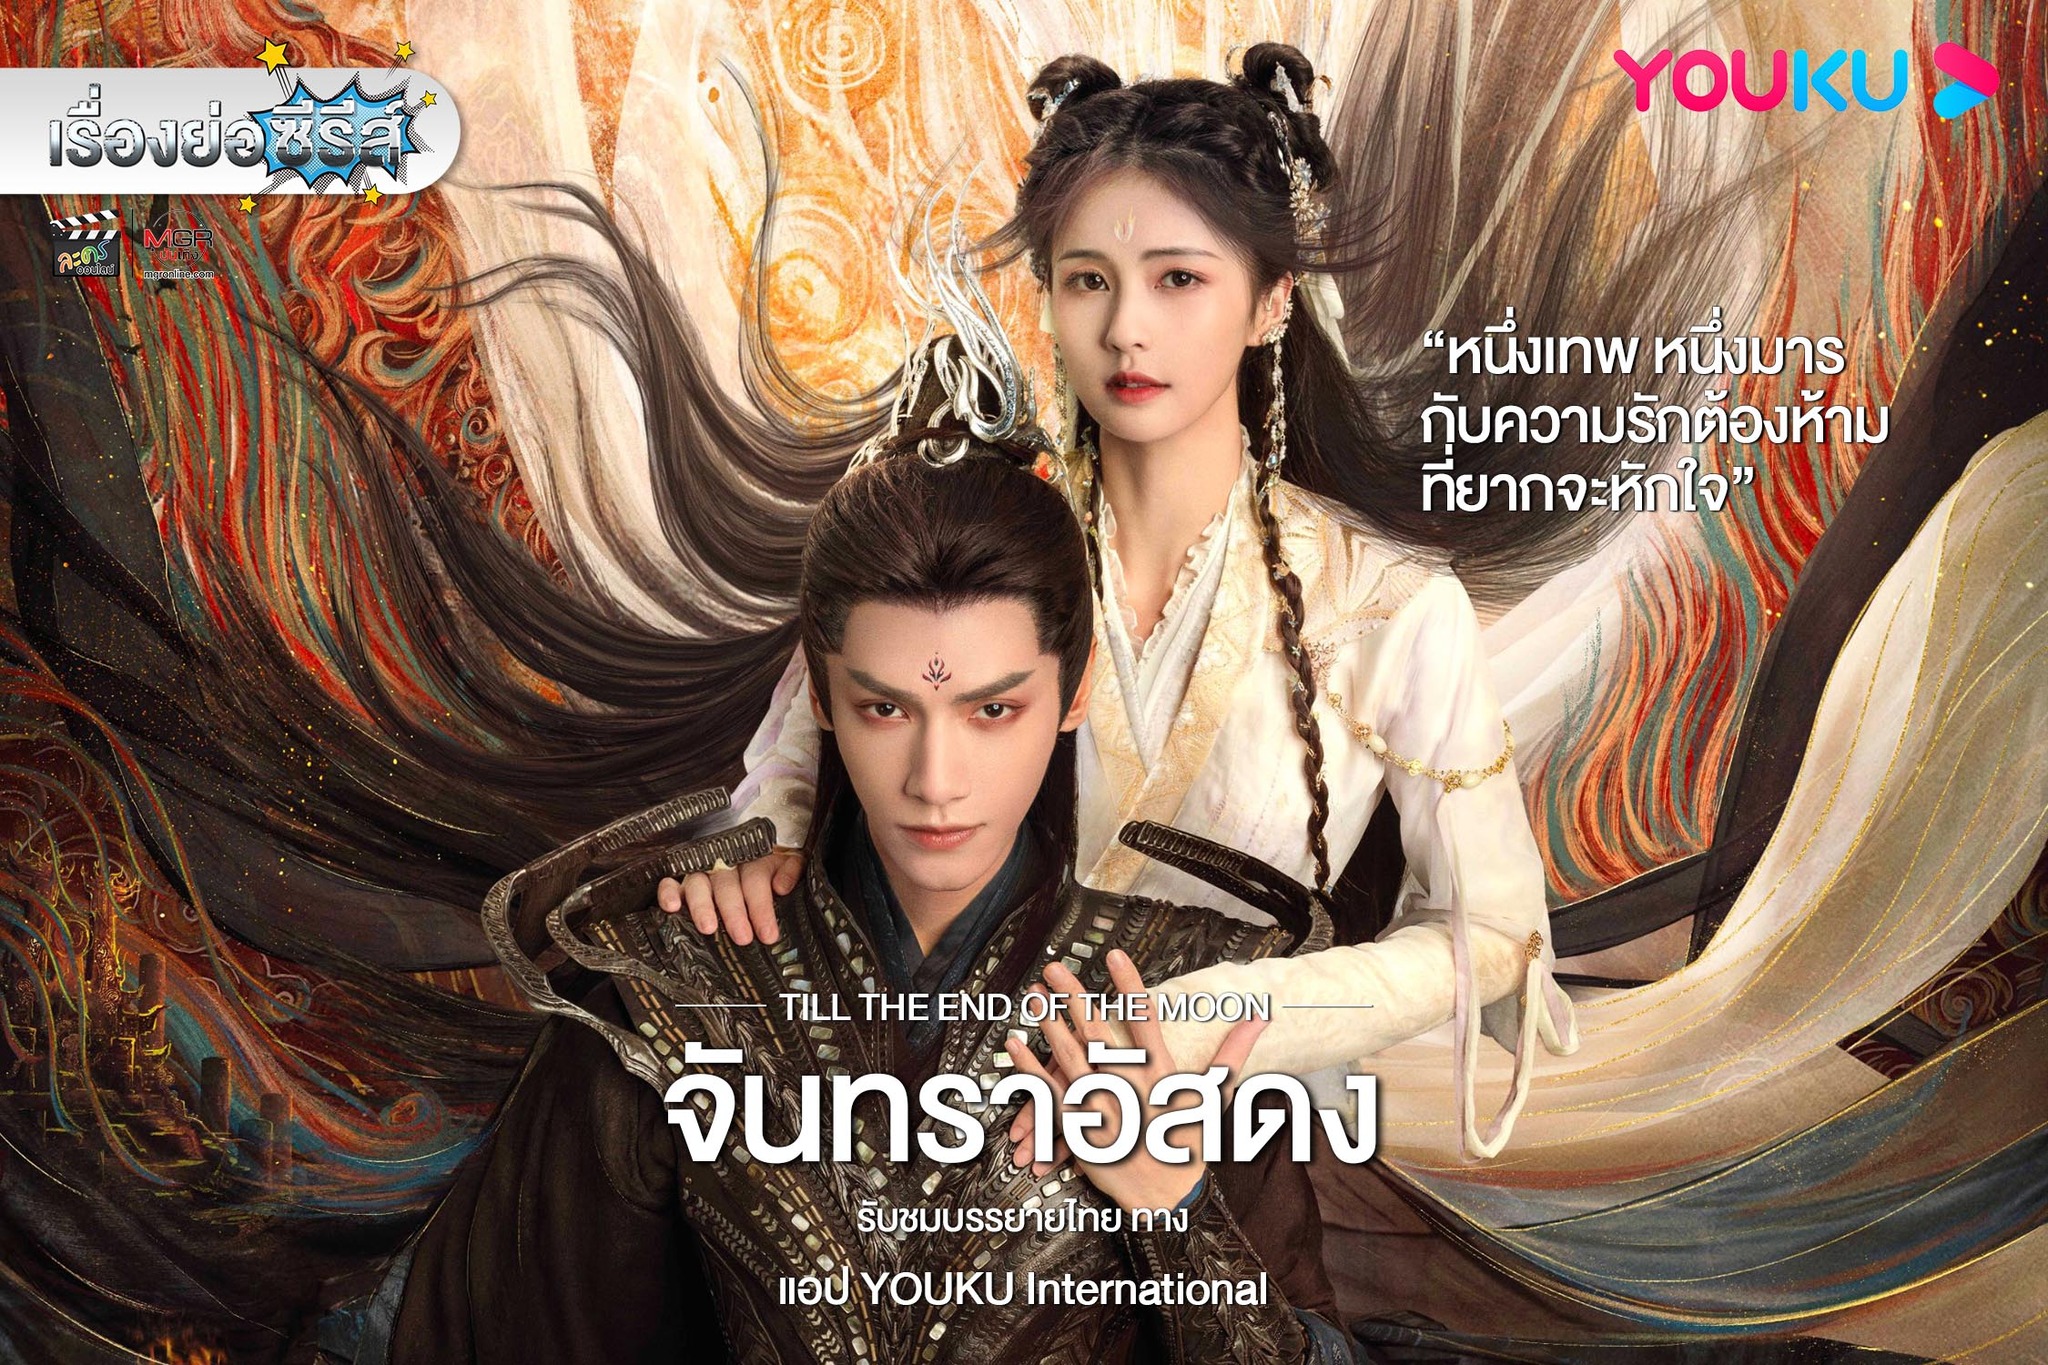 เรื่องย่อซีรีส์
YOUKU
ละคร
ออนไลน์
MGR
บันเทิง
mgronline.com
“หนึ่งเทพ หนึ่งมาร
กับความรักต้องห้าม
ที่ยากจะหักใจ”
TILL THE END OF THE MOON
จันทราอัสดง
รับชมบรรยายไทย ทาง
แอป YOUKU International